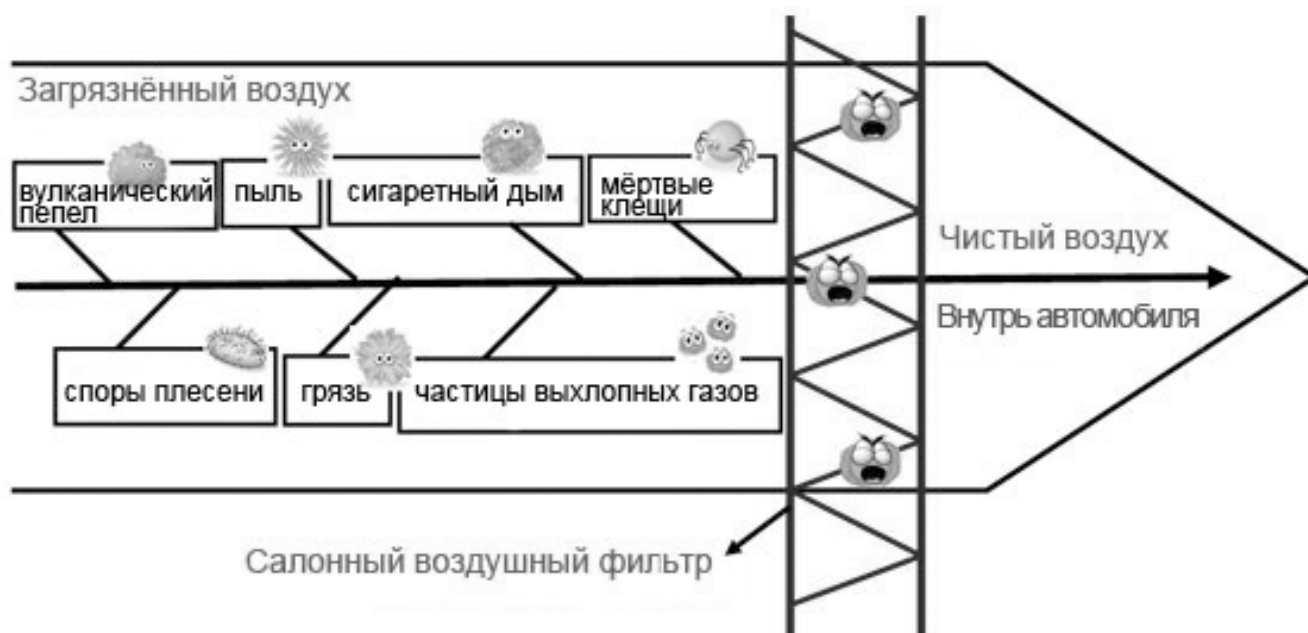 Загрязнённый воздух
вулканический
пепел
пыль
сигаретный дым
мёртвые
клещи
Чистый воздух
Внутрь автомобиля
споры плесени
грязь
частицы выхлопных газов
Салонный воздушный фильтр